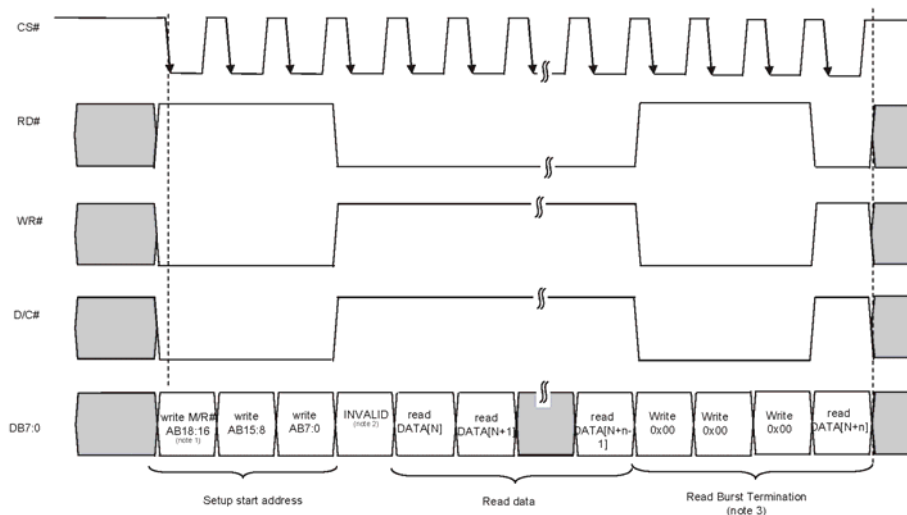 CS#
RD#
WR#
D/C#
DB7:0
write M/R#
AB18:16
(note 1)
write
AB15:8
write
AB7:0
INVALID
(note 2)
read
DATA[N]
read
DATA[N+1]
read
DATA[N+n-
1]
Write
0x00
Write
0x00
Write
0x00
read
DATA[N+n]
Setup start address
Read data
Read Burst Termination
(note 3)